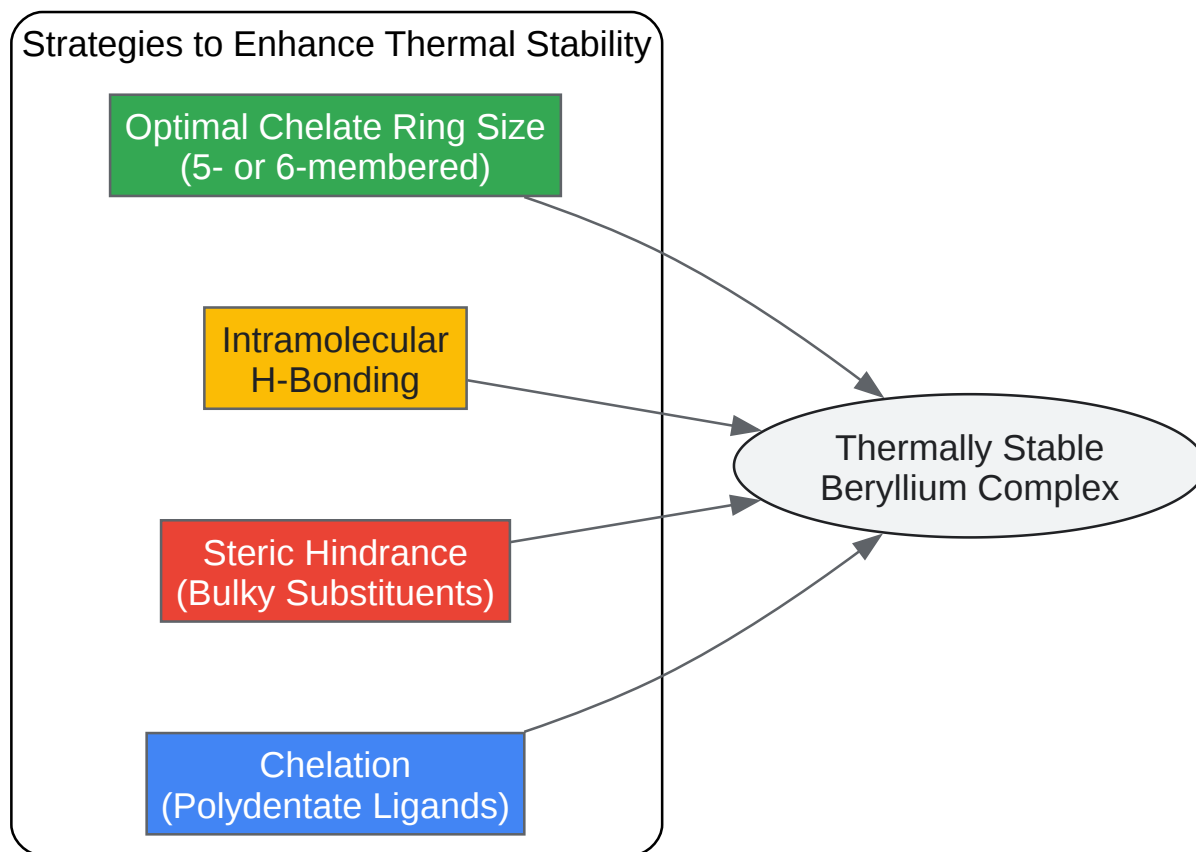 Strategies to Enhance Thermal Stability
Optimal Chelate Ring Size
(5- or 6-membered)
Intramolecular
H-Bonding
Thermally Stable
Beryllium Complex
Steric Hindrance
(Bulky Substituents)
Chelation
(Polydentate Ligands)